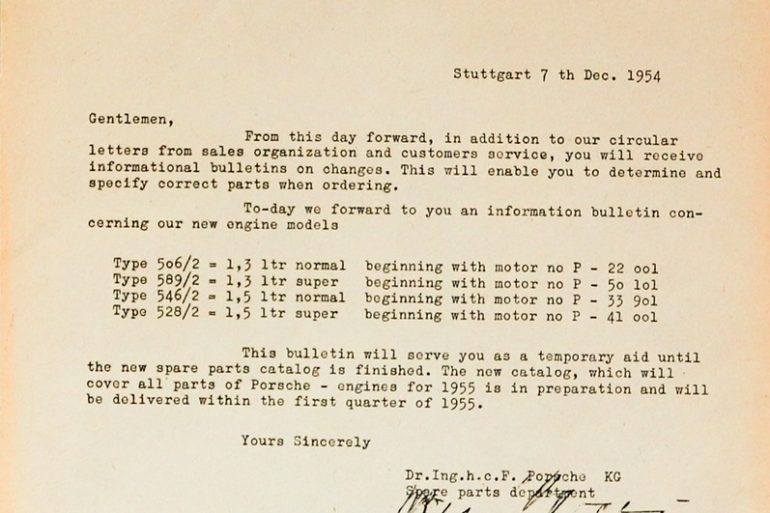 Stuttgart 7 th Dec. 1954
Gentlemen,
From this day forward, in addition to our circular
letters from sales organization and customers service, you will receive
informational bulletins on changes. This will enable you to determine and
specify correct parts when ordering.
To-day we forward to you an information bulletin con-
cerning our new engine models
Type 5o6/2 = 1,3 ltr normal beginning with motor no P - 22 ool
Type 589/2 = 1,3 ltr super beginning with motor no P - 5o lol
Type 546/2 = 1,5 ltr normal beginning with motor no P - 33 9ol
Type 528/2 = 1,5 ltr super beginning with motor no P - 41 ool
This bulletin will serve you as a temporary aid until
the new spare parts catalog is finished. The new catalog, which will
cover all parts of Porsche - engines for 1955 is in preparation and will
be delivered within the first quarter of 1955.
Yours Sincerely
Dr.Ing.h.c.F. Porsche KG
Spare parts department